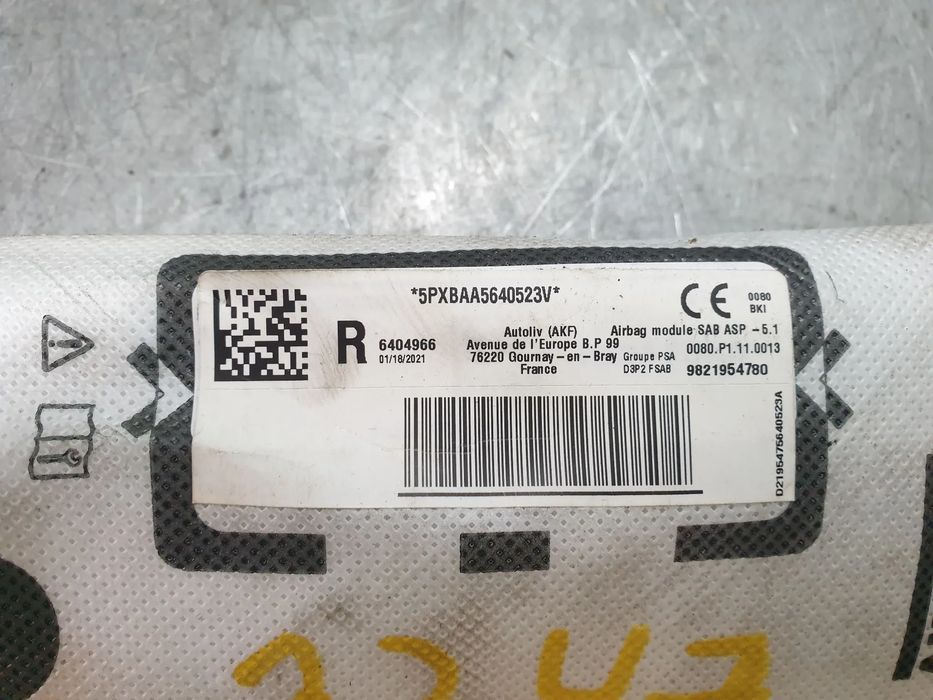 *5PXBAA5640523V*
CE 0080
BKI
R 6404966
01/18/2021
Autoliv (AKF)
Avenue de l'Europe B.P 99
76220 Gournay-en-Bray
France
Airbag module SAB ASP -5.1
0080.P1.11.0013
Groupe PSA
D3P2 FSAB
9821954780
D2195475640523A